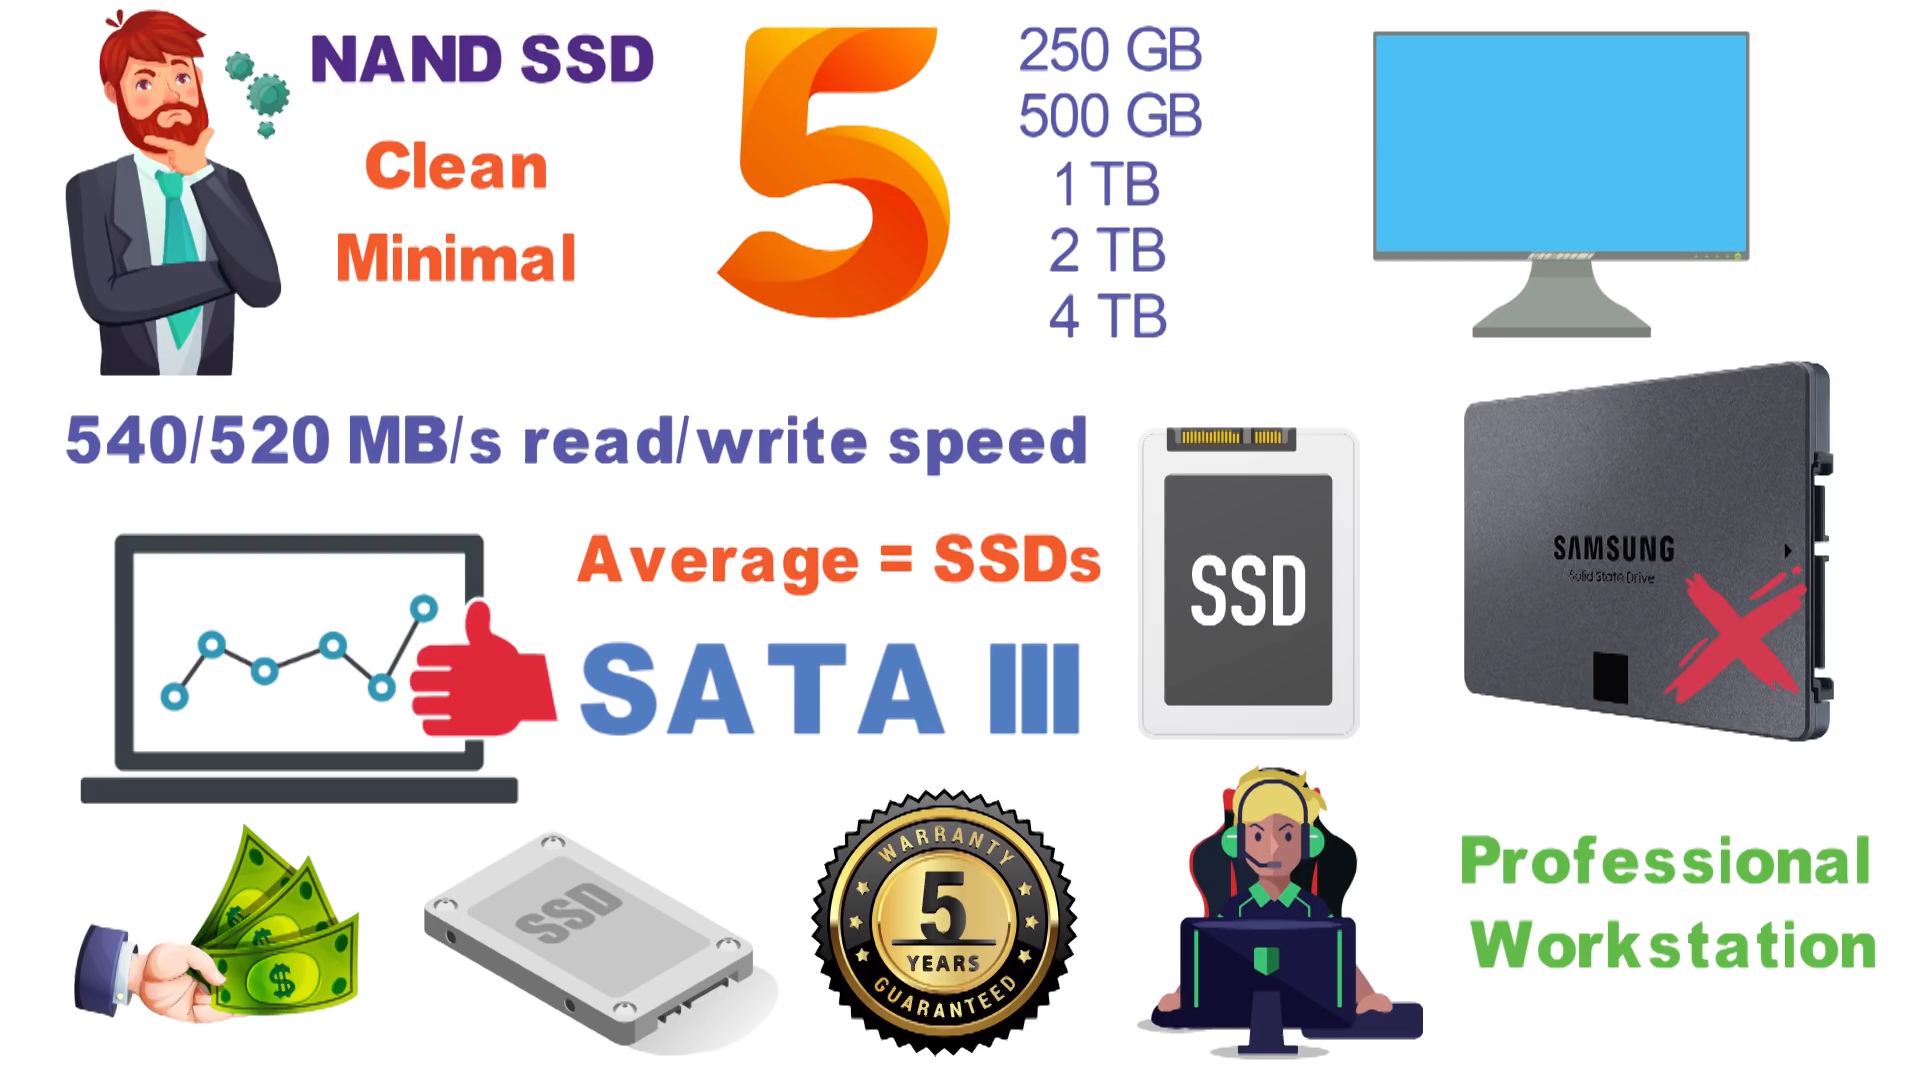 NAND SSD
Clean
Minimal
5
250 GB
500 GB
1 TB
2 TB
4 TB
540/520 MB/s read/write speed
Average = SSDs
SATA III
SSD
SAMSUNG
Solid State Drive
$
SSD
WARRANTY
5
YEARS
GUARANTEED
Professional
Workstation